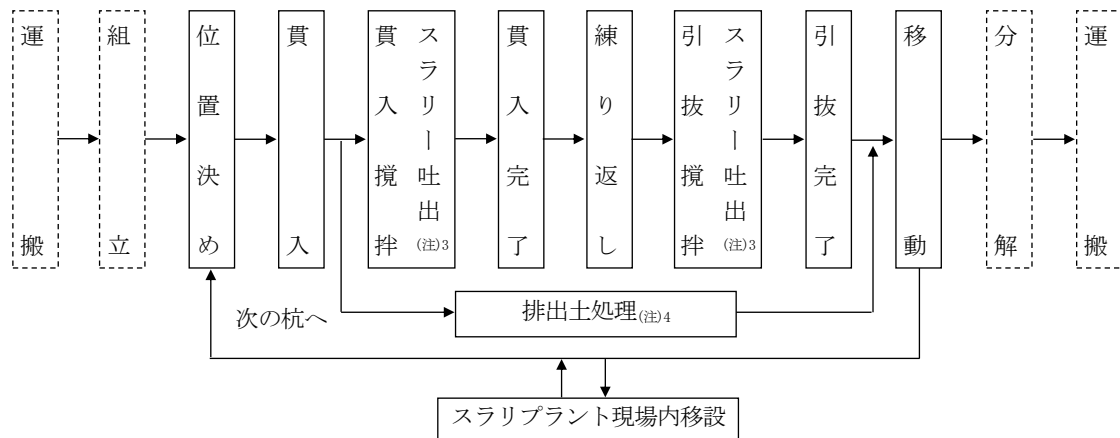 運搬
組立
位置決め
貫入
貫入攪拌
スラリー吐出(注)3
貫入完了
練り返し
引抜攪拌
スラリー吐出(注)3
引抜完了
移動
分解
運搬
排出土処理(注)4
次の杭へ
スラリプラント現場内移設